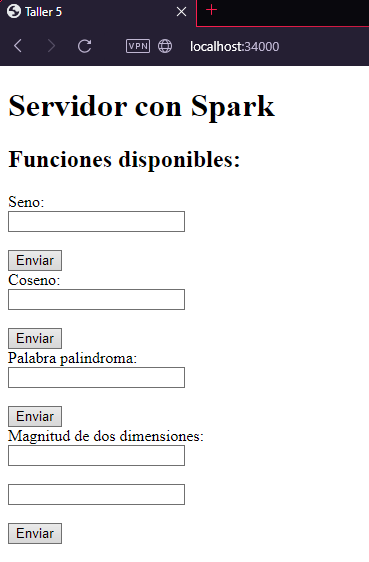 Taller 5
VPN localhost:34000
Servidor con Spark
Funciones disponibles:
Seno:
Enviar
Coseno:
Enviar
Palabra palindroma:
Enviar
Magnitud de dos dimensiones:
Enviar